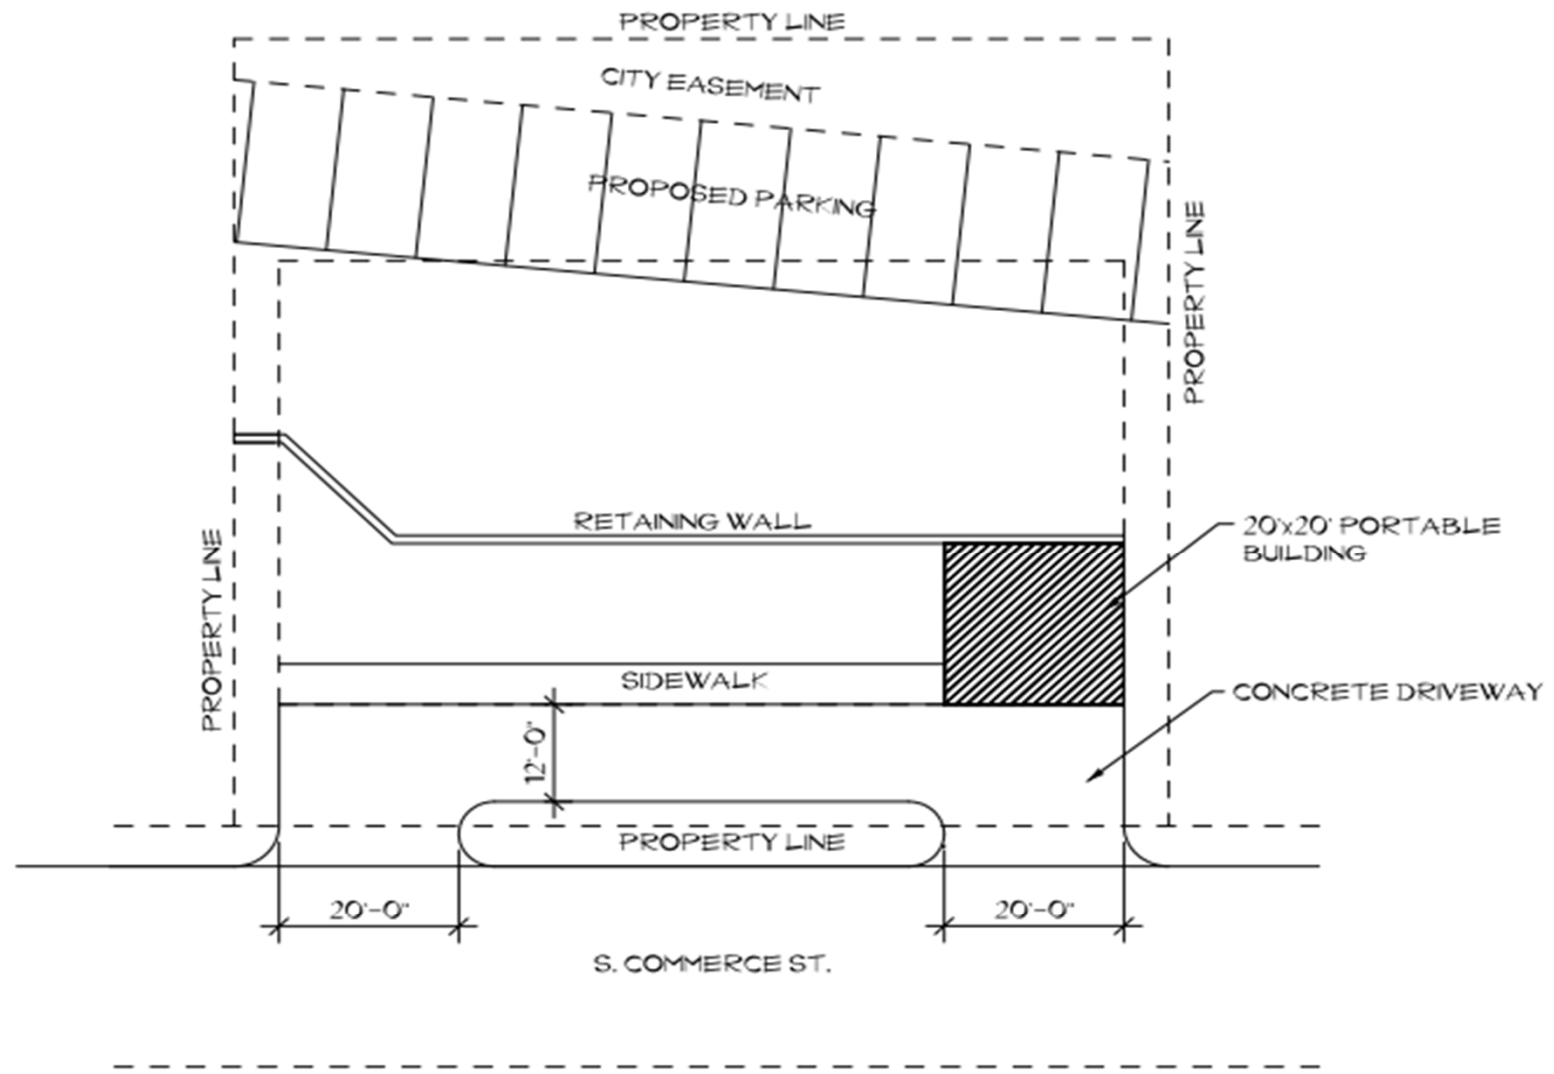 PROPERTY LINE
CITY EASEMENT
PROPOSED PARKING
PROPERTY LINE
RETAINING WALL
20'x20' PORTABLE
BUILDING
PROPERTY LINE
SIDEWALK
CONCRETE DRIVEWAY
12'-0"
PROPERTY LINE
20'-0"
20'-0"
S. COMMERCE ST.